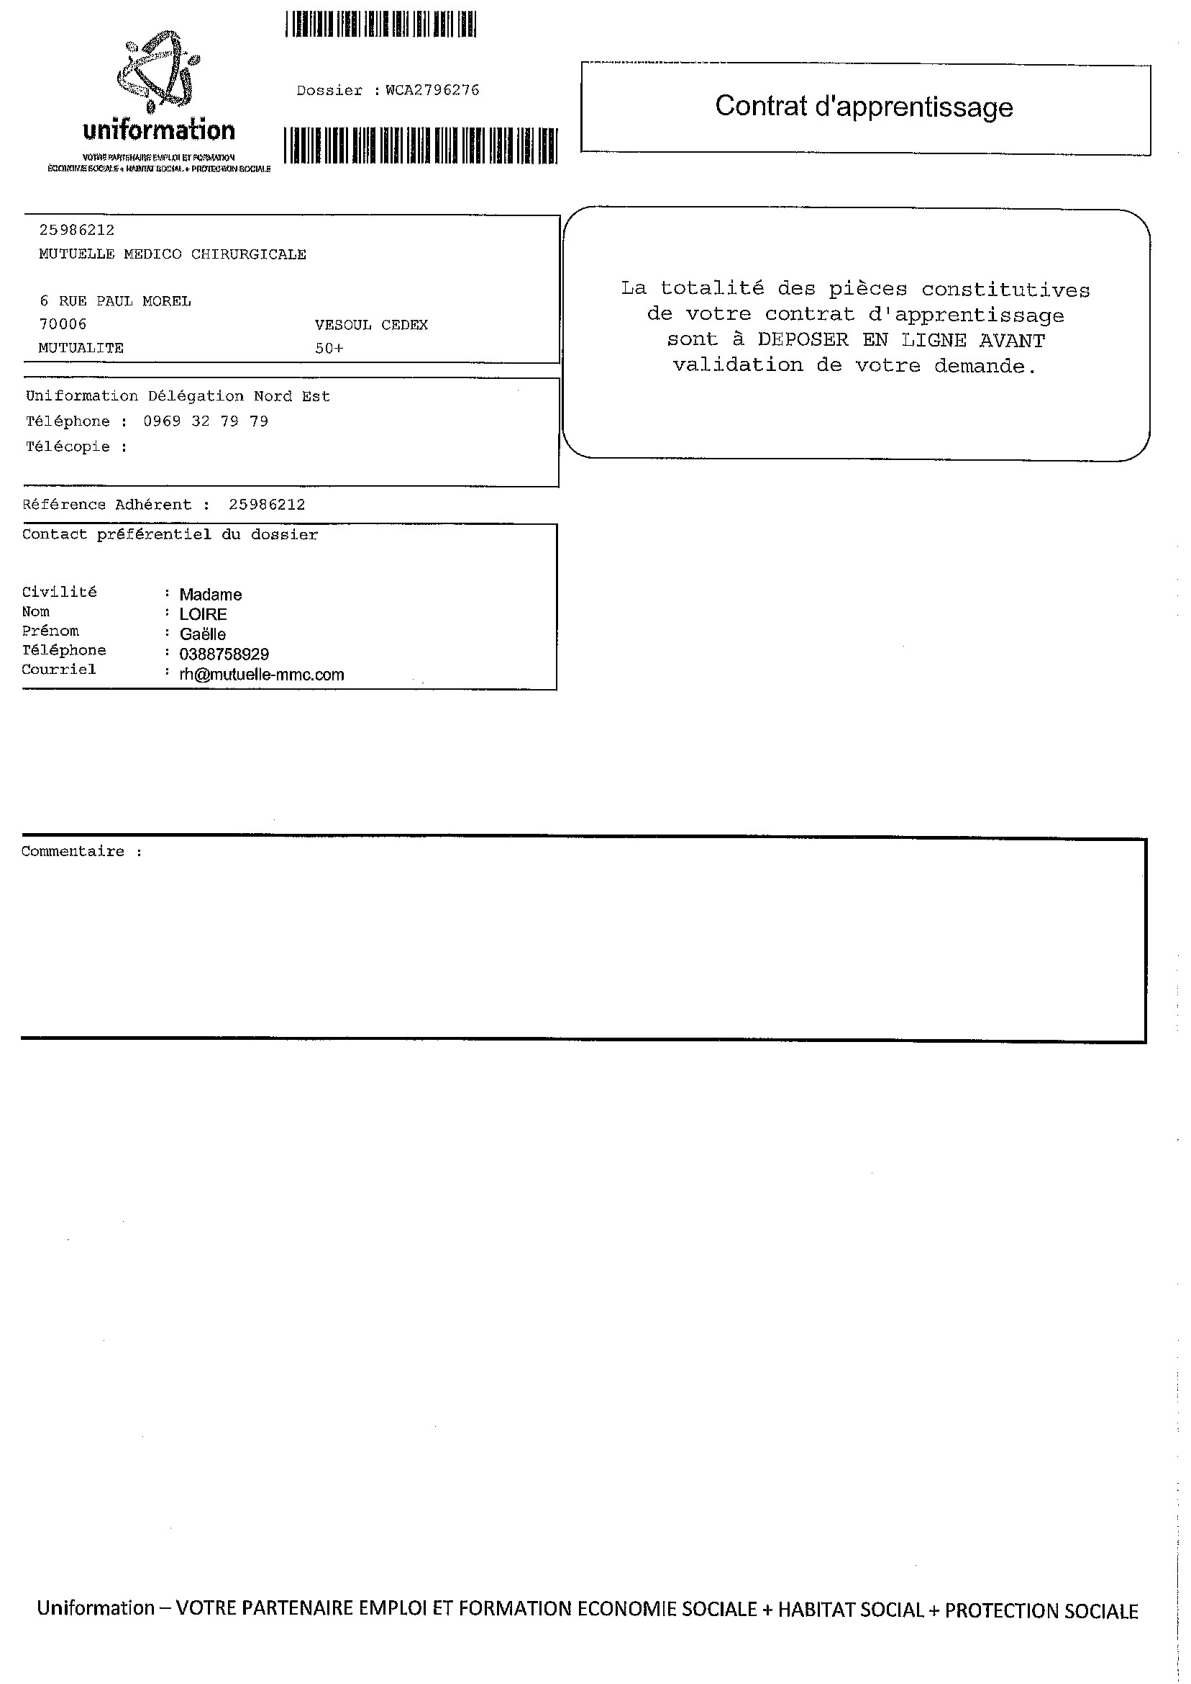 Dossier : WCA2796276
Contrat d'apprentissage
uniformation
VOTRE PARTENAIRE EMPLOI ET FORMATION
ECONOMIE SOCIALE + HABITAT SOCIAL + PROTECTION SOCIALE
25986212
MUTUELLE MEDICO CHIRURGICALE
6 RUE PAUL MOREL
70006 VESOUL CEDEX
MUTUALITE 50+
La totalité des pièces constitutives
de votre contrat d'apprentissage
sont à DEPOSER EN LIGNE AVANT
validation de votre demande.
Uniformation Délégation Nord Est
Téléphone : 0969 32 79 79
Télécopie :
Référence Adhérent : 25986212
Contact préférentiel du dossier
Civilité : Madame
Nom : LOIRE
Prénom : Gaëlle
Téléphone : 0388758929
Courriel : rh@mutuelle-mmc.com
Commentaire :
Uniformation – VOTRE PARTENAIRE EMPLOI ET FORMATION ECONOMIE SOCIALE + HABITAT SOCIAL + PROTECTION SOCIALE